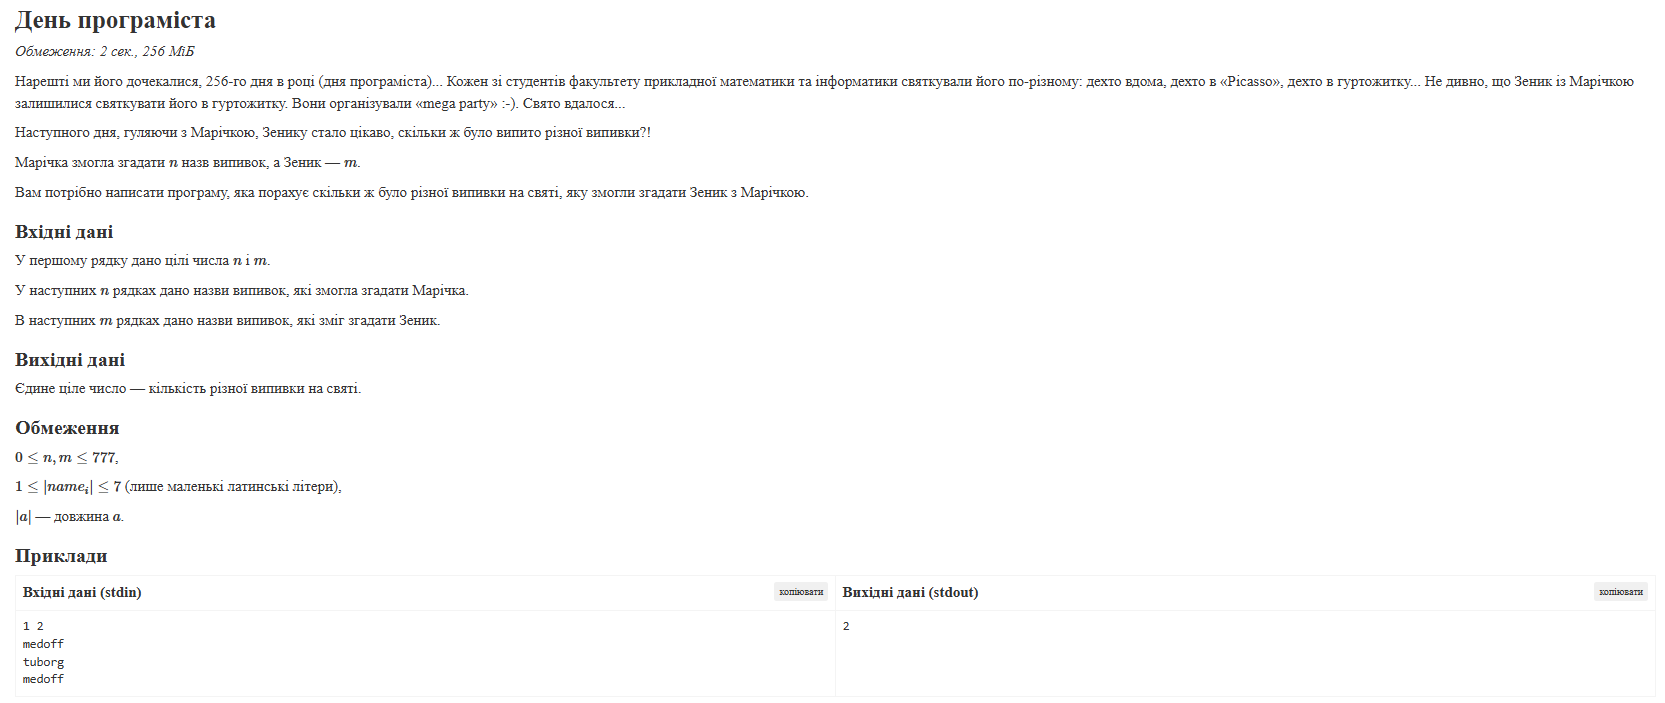 День програміста
Обмеження: 2 сек., 256 МіБ
Нарешті ми його дочекалися, 256-го дня в році (дня програміста)... Кожен зі студентів факультету прикладної математики та інформатики святкували його по-різному: дехто вдома, дехто в «Picasso», дехто в гуртожитку... Не дивно, що Зеник із Марічкою
залишилися святкувати його в гуртожитку. Вони організували «mega party» :-). Свято вдалося...
Наступного дня, гуляючи з Марічкою, Зенику стало цікаво, скільки ж було випито різної випивки?!
Марічка змогла згадати n назв випивок, а Зеник — m.
Вам потрібно написати програму, яка порахує скільки ж було різної випивки на святі, яку змогли згадати Зеник з Марічкою.
Вхідні дані
У першому рядку дано цілі числа n і m.
У наступних n рядках дано назви випивок, які змогла згадати Марічка.
В наступних m рядках дано назви випивок, які зміг згадати Зеник.
Вихідні дані
Єдине ціле число — кількість різної випивки на святі.
Обмеження
0 ≤ n, m ≤ 777,
1 ≤ |name_i| ≤ 7 (лише маленькі латинські літери),
|a| — довжина a.
Приклади
Вхідні дані (stdin) копіювати Вихідні дані (stdout) копіювати
1 2 2
medoff
tuborg
medoff